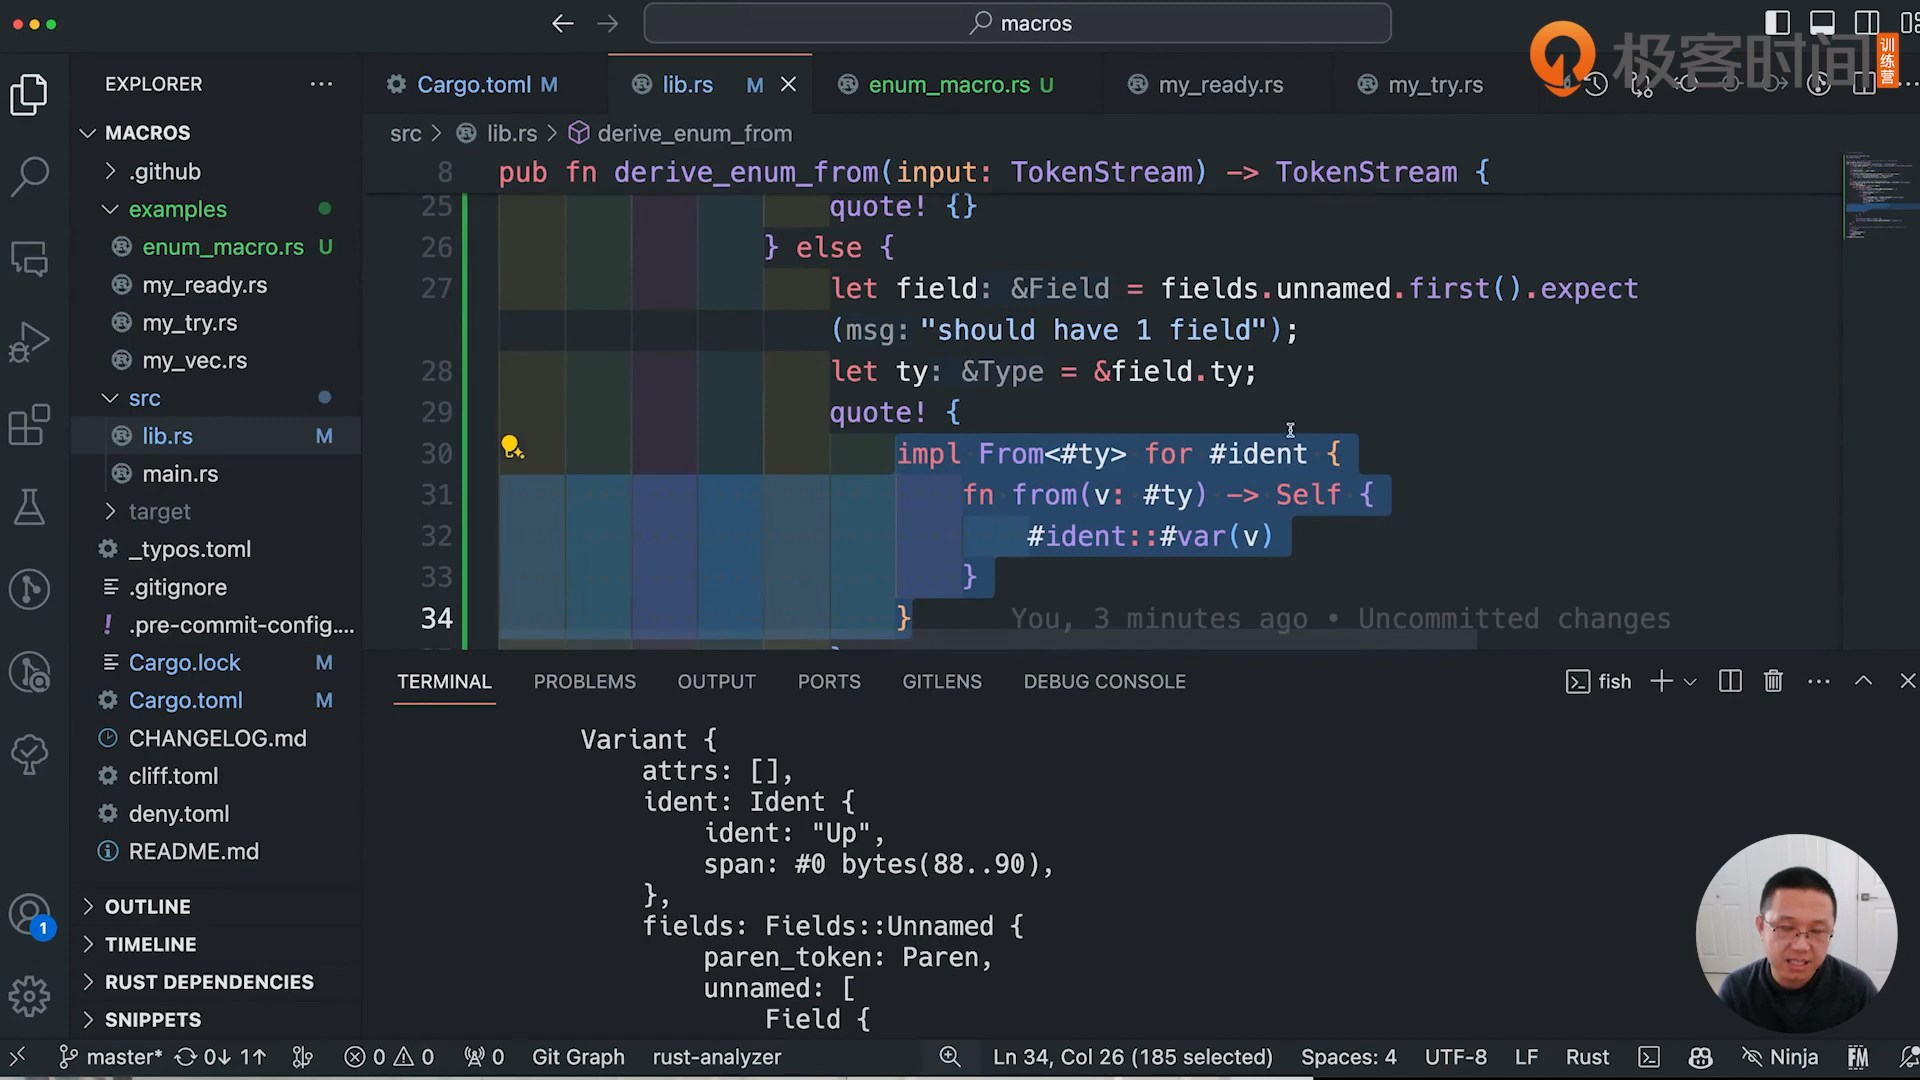 macros
极客时间
训练营
EXPLORER
Cargo.toml M
lib.rs M
enum_macro.rs U
my_ready.rs
my_try.rs
MACROS
src > lib.rs > derive_enum_from
.github
8 pub fn derive_enum_from(input: TokenStream) -> TokenStream {
examples
25 quote! {}
enum_macro.rs U
26 } else {
my_ready.rs
27 let field: &Field = fields.unnamed.first().expect
my_try.rs
(msg: "should have 1 field");
my_vec.rs
28 let ty: &Type = &field.ty;
src
29 quote! {
lib.rs M
30 impl From<#ty> for #ident {
main.rs
31 fn from(v: #ty) -> Self {
target
32 #ident::#var(v)
_typos.toml
33 }
.gitignore
34 } You, 3 minutes ago • Uncommitted changes
.pre-commit-config....
Cargo.lock M
Cargo.toml M
CHANGELOG.md
cliff.toml
deny.toml
README.md
OUTLINE
TIMELINE
RUST DEPENDENCIES
SNIPPETS
TERMINAL PROBLEMS OUTPUT PORTS GITLENS DEBUG CONSOLE
fish
Variant {
attrs: [],
ident: Ident {
ident: "Up",
span: #0 bytes(88..90),
},
fields: Fields::Unnamed {
paren_token: Paren,
unnamed: [
Field {
1
master* 0↓ 1↑ 0 0 0 Git Graph rust-analyzer Ln 34, Col 26 (185 selected) Spaces: 4 UTF-8 LF Rust Ninja